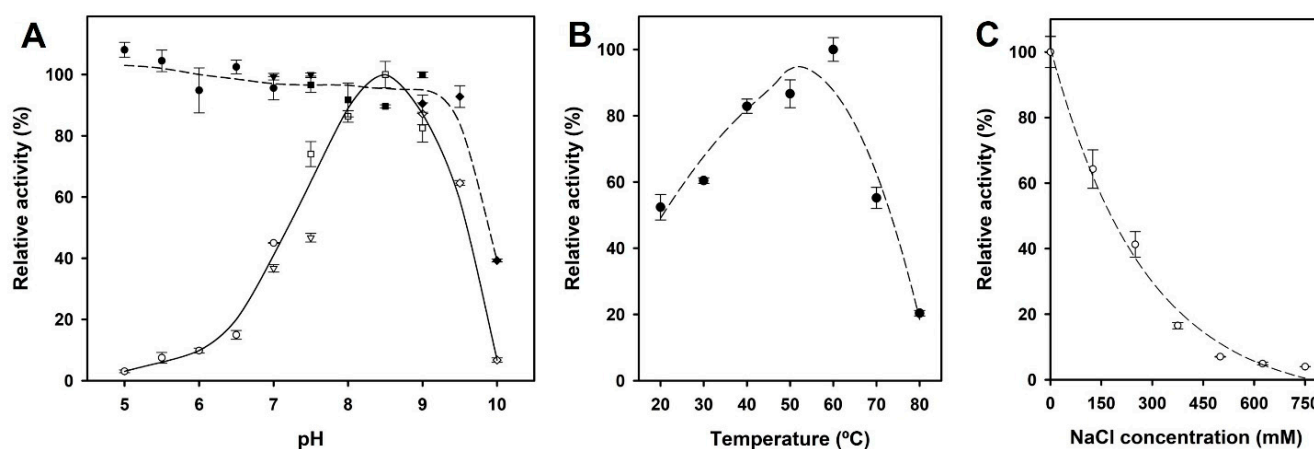 A
Relative activity (%)
100
80
60
40
20
0
5 6 7 8 9 10
pH
B
Relative activity (%)
100
80
60
40
20
0
20 30 40 50 60 70 80
Temperature (ºC)
C
Relative activity (%)
100
80
60
40
20
0
0 150 300 450 600 750
NaCl concentration (mM)